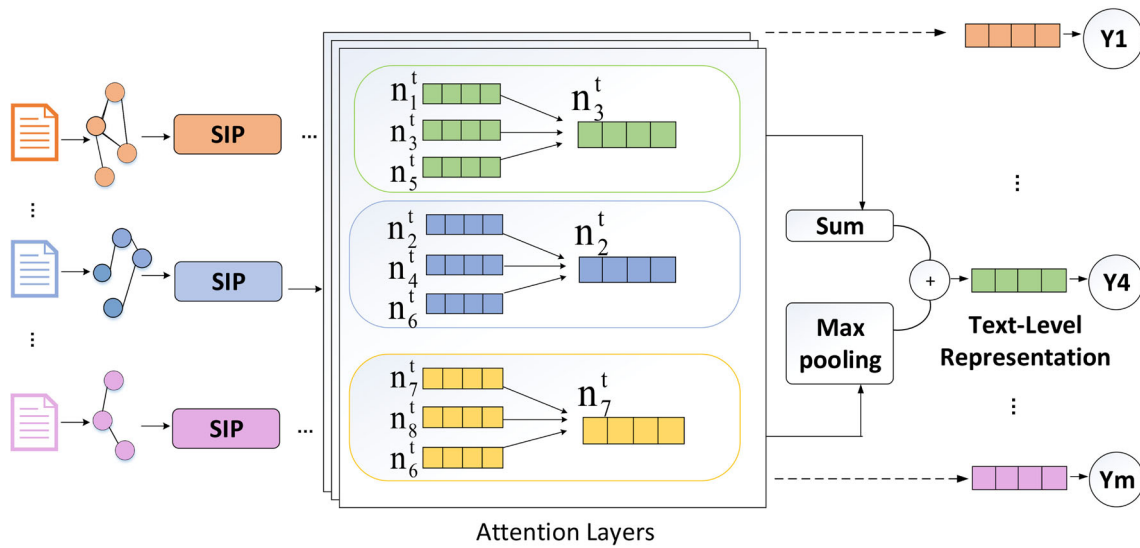 Y1
n₁ᵗ
n₃ᵗ
n₅ᵗ
n₃ᵗ
SIP
...
...
...
Sum
n₂ᵗ
n₄ᵗ
n₆ᵗ
n₂ᵗ
SIP
+
Y4
Max
pooling
Text-Level
Representation
...
...
n₇ᵗ
n₈ᵗ
n₆ᵗ
n₇ᵗ
SIP
...
Ym
Attention Layers